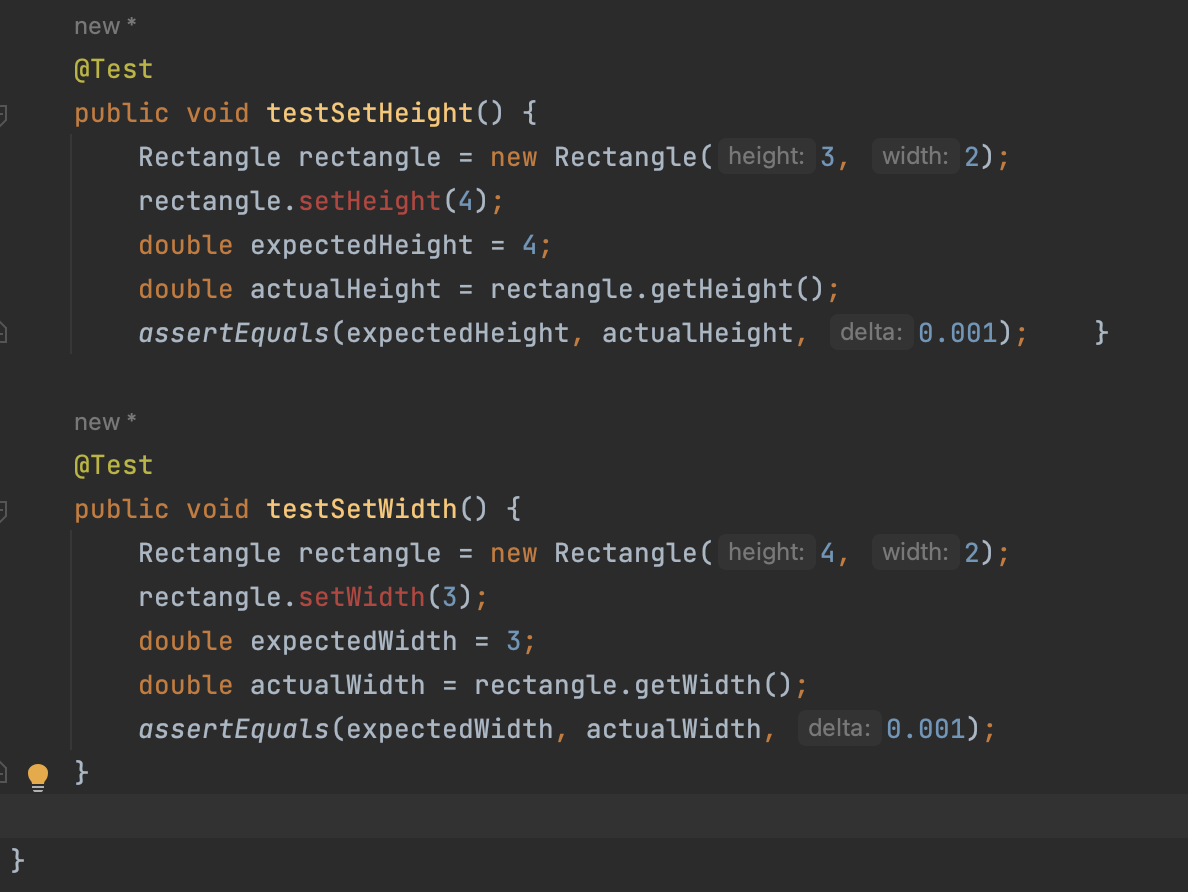 new *
@Test
public void testSetHeight() {
Rectangle rectangle = new Rectangle( height: 3, width: 2);
rectangle.setHeight(4);
double expectedHeight = 4;
double actualHeight = rectangle.getHeight();
assertEquals(expectedHeight, actualHeight, delta: 0.001); }
new *
@Test
public void testSetWidth() {
Rectangle rectangle = new Rectangle( height: 4, width: 2);
rectangle.setWidth(3);
double expectedWidth = 3;
double actualWidth = rectangle.getWidth();
assertEquals(expectedWidth, actualWidth, delta: 0.001);
}
}